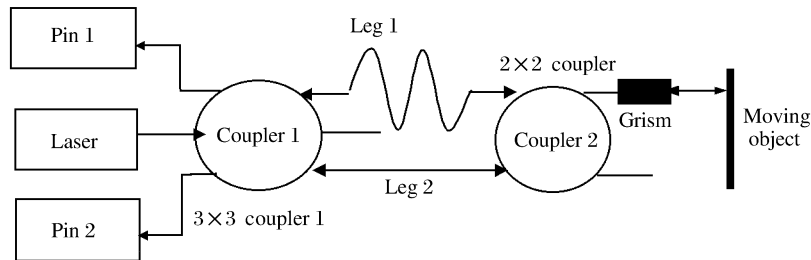 Leg 1
Pin 1
2×2 coupler
Laser
Coupler 1
Coupler 2
Grism
Moving
object
Leg 2
Pin 2
3×3 coupler 1